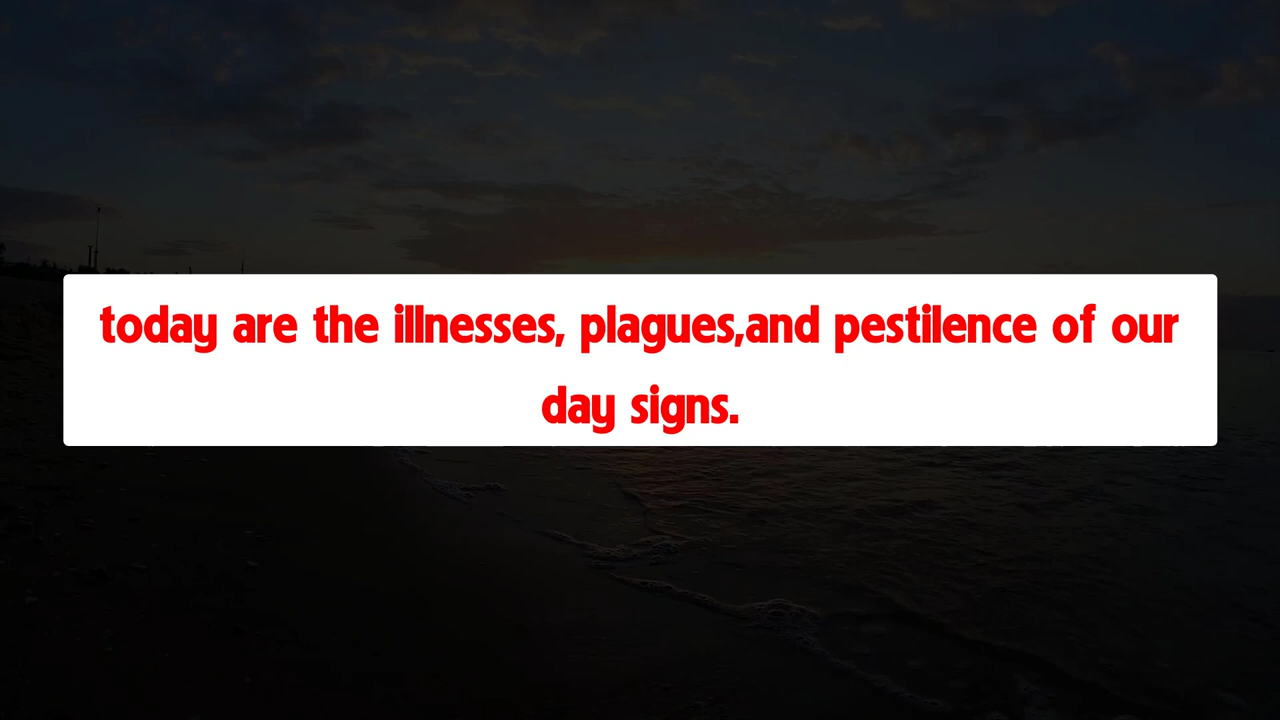 today are the illnesses, plagues,and pestilence of our
day signs.